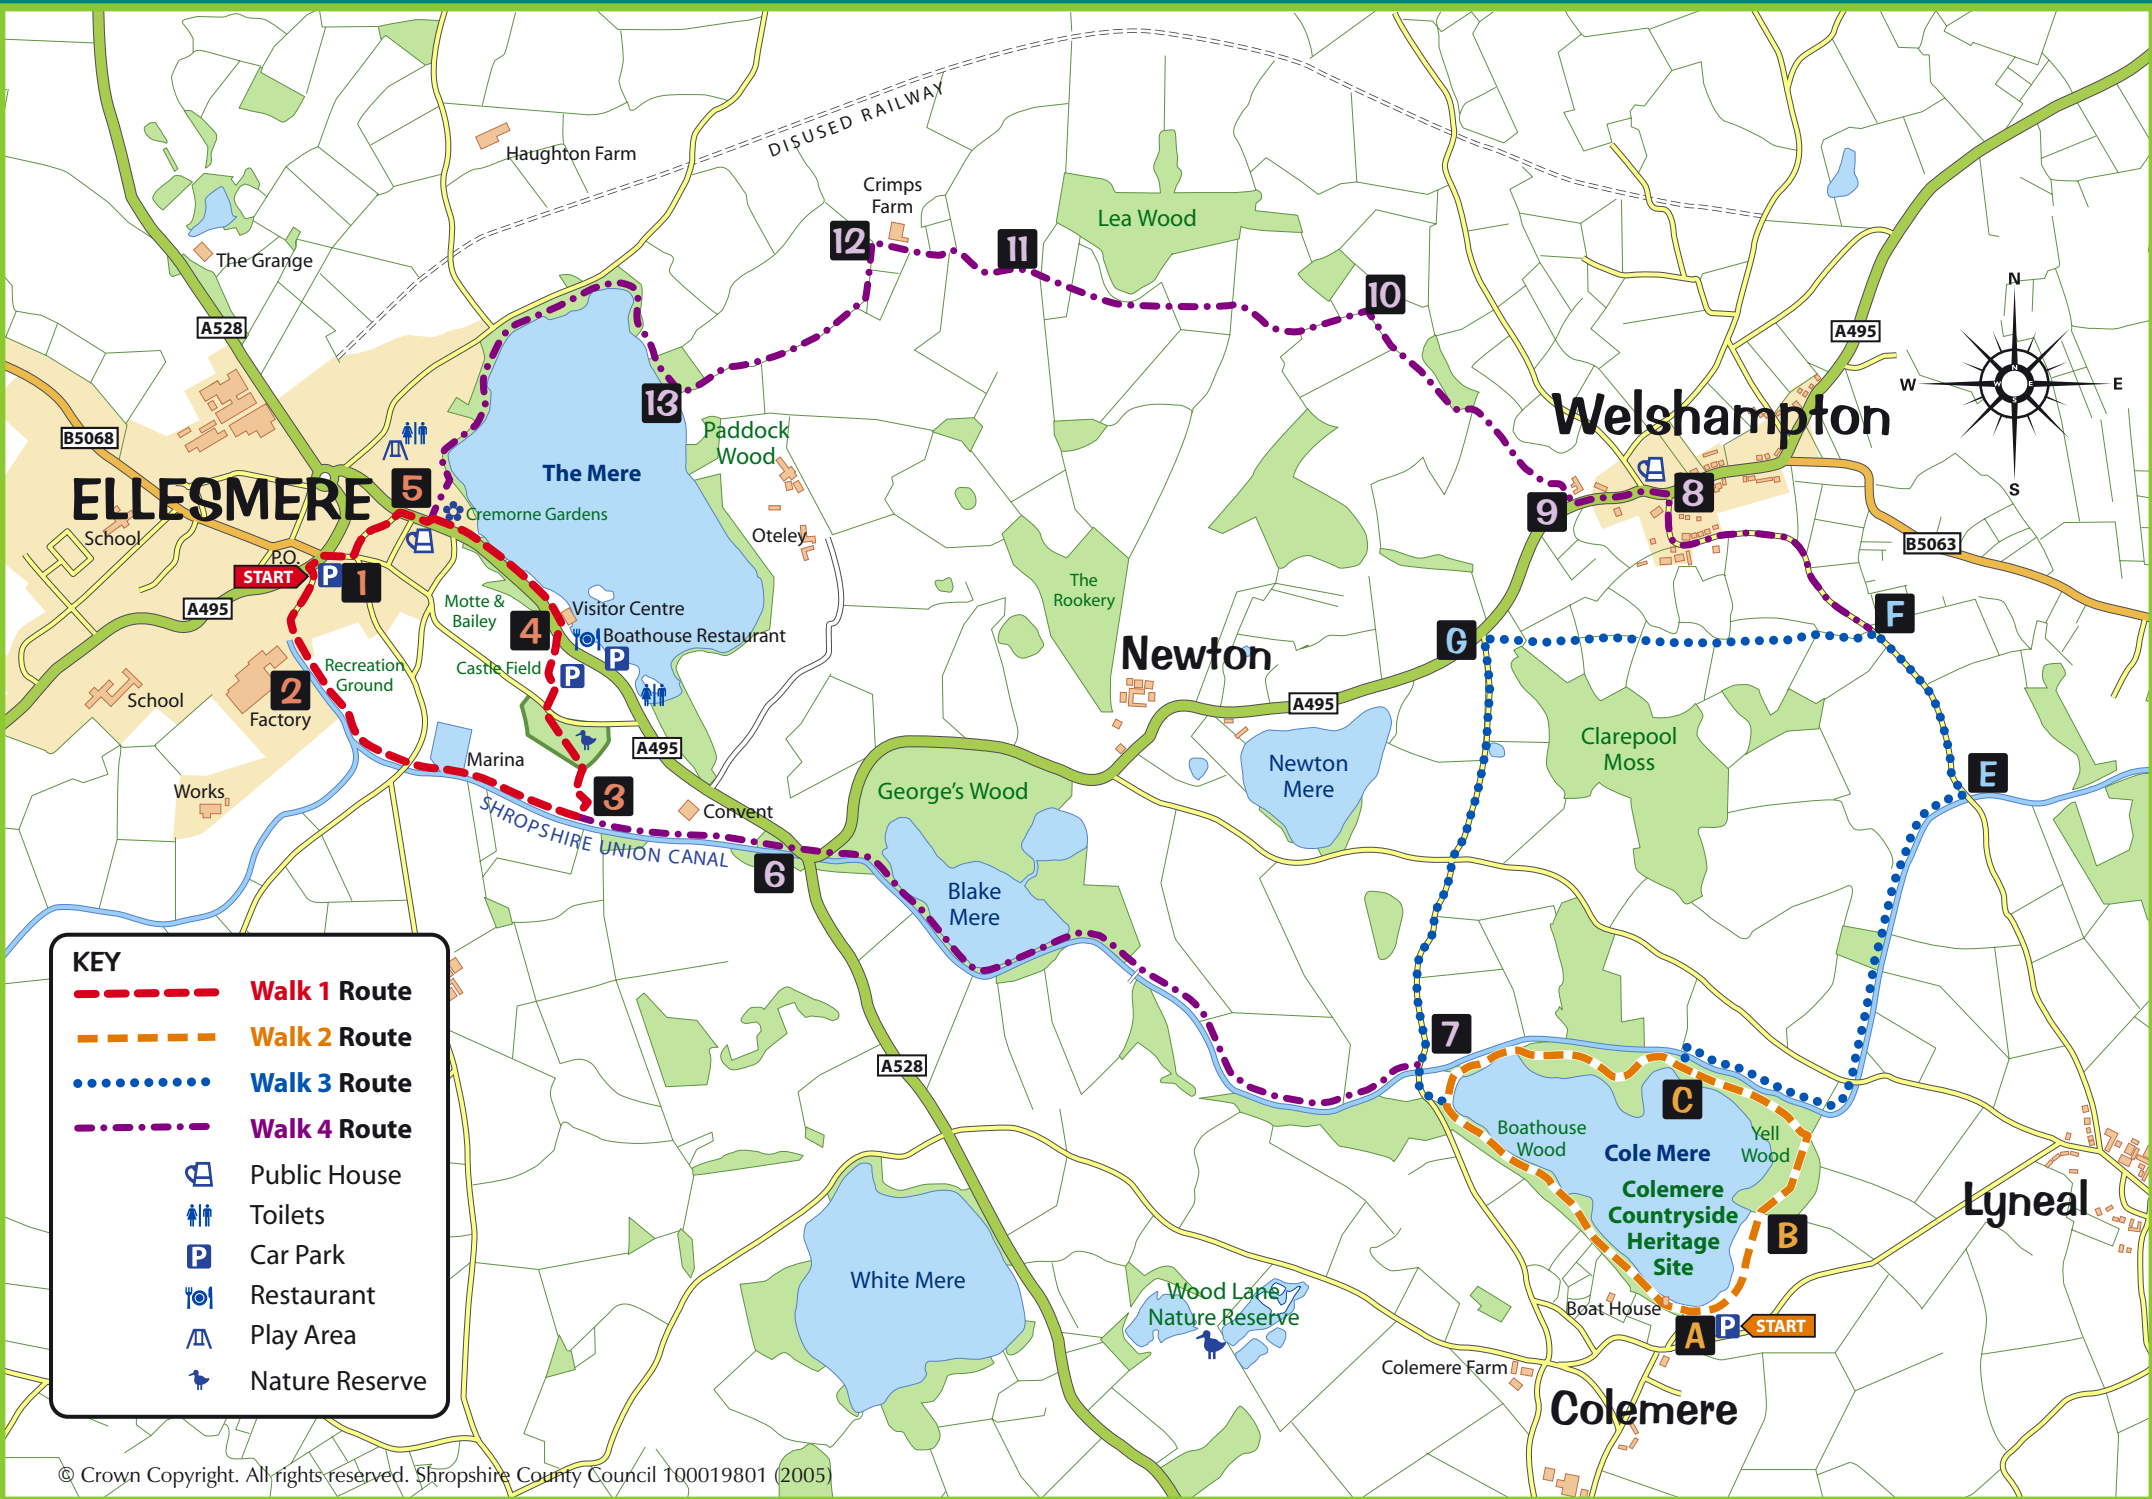 DISUSED RAILWAY
Haughton Farm
Crimps
Farm
Lea Wood
The Grange
12
11
10
A528
A495
N
W
E
S
N
E
S
W
13
B5068
Welshampton
Paddock
Wood
The Mere
ELLESMERE
5
8
9
Cremorne Gardens
School
Oteley
B5063
P.O.
START
P
1
A495
The
Rookery
Motte &
Bailey
Visitor Centre
4
Boathouse Restaurant
F
G
Newton
Castle Field
P
P
Recreation
Ground
2
School
Factory
A495
Clarepool
Moss
A495
Marina
Newton
Mere
E
Works
3
George's Wood
Convent
SHROPSHIRE UNION CANAL
6
Blake
Mere
KEY
Walk 1 Route
Walk 2 Route
Walk 3 Route
Walk 4 Route
Public House
Toilets
P
Car Park
Restaurant
Play Area
Nature Reserve
7
A528
C
Boathouse
Wood
Yell
Wood
Cole Mere
Colemere
Countryside
Heritage
Site
Lyneal
B
White Mere
Wood Lane
Nature Reserve
Boat House
A
P
START
Colemere Farm
Colemere
© Crown Copyright. All rights reserved. Shropshire County Council 100019801 (2005)